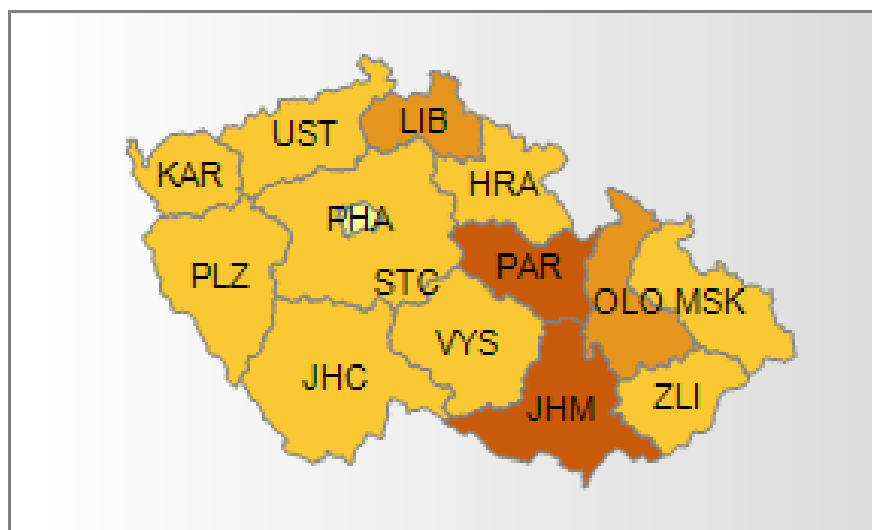 LIB
UST
KAR
HRA
PHA
PAR
PLZ
STC
OLO
MSK
VYS
JHC
ZLI
JHM